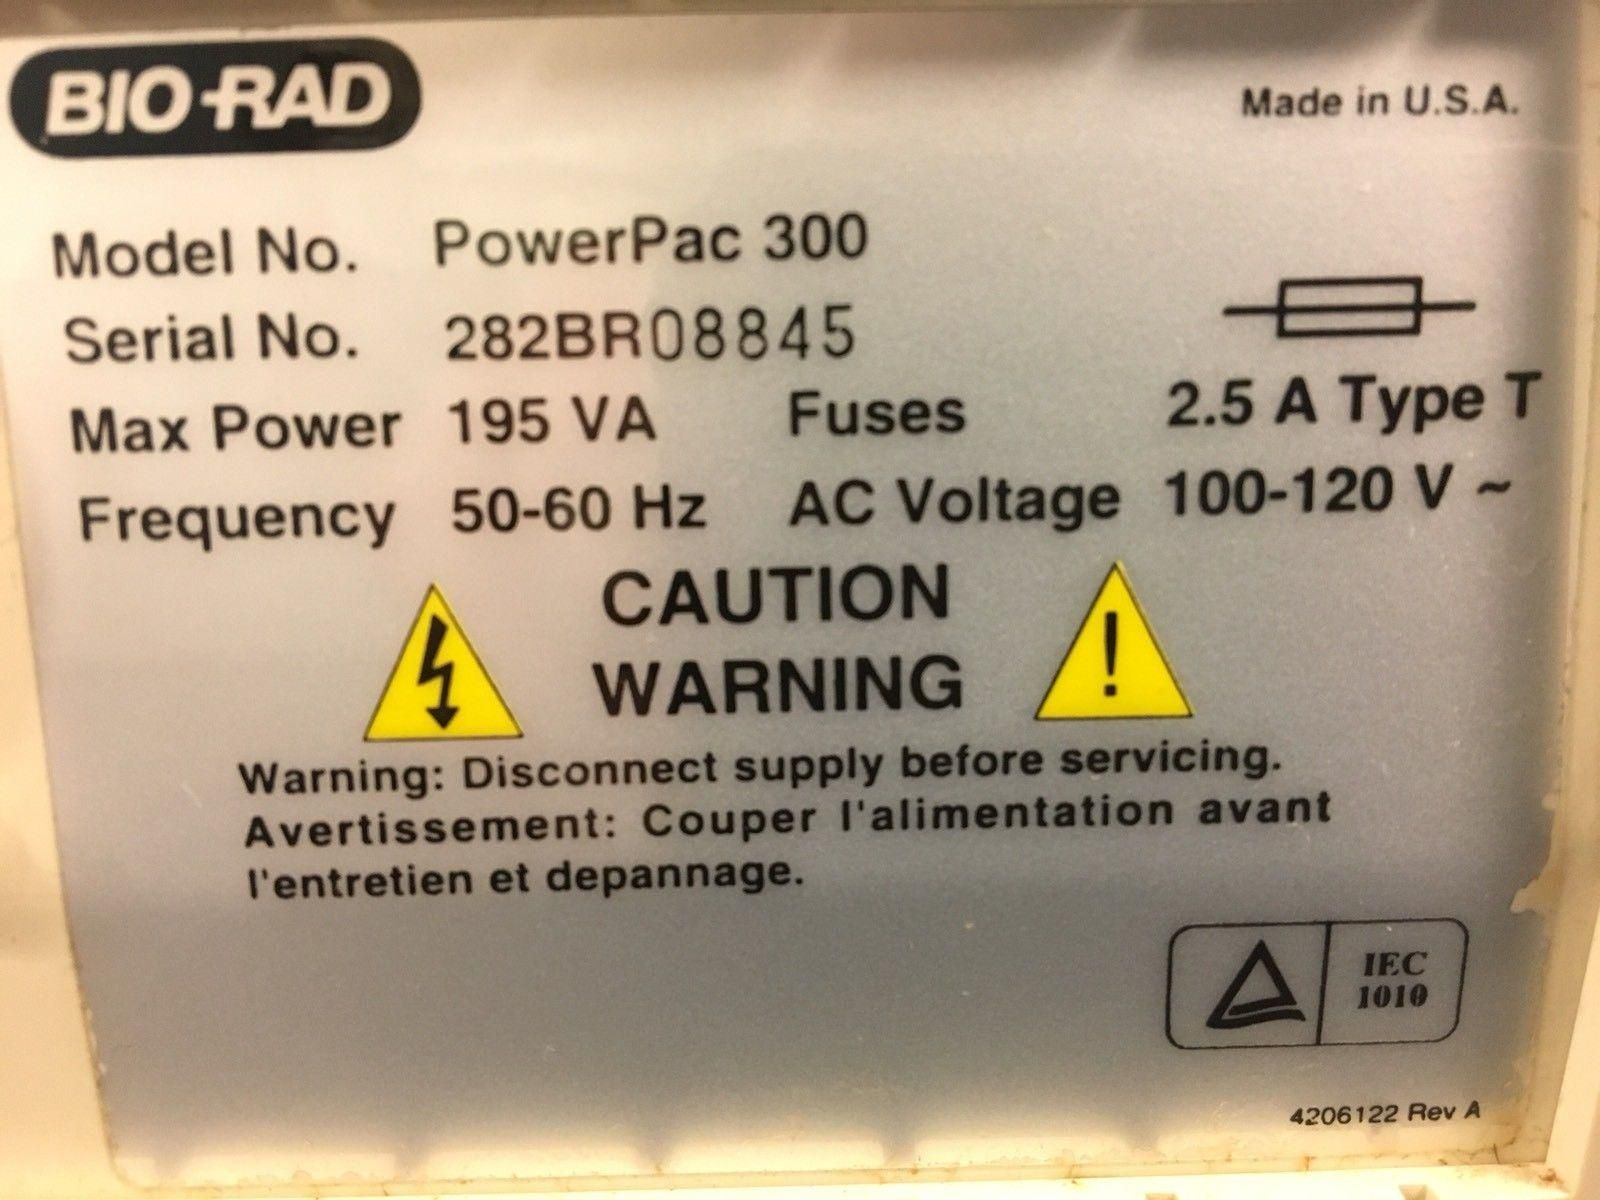 BIO-RAD
Made in U.S.A.
Model No. PowerPac 300
Serial No. 282BR08845
Max Power 195 VA Fuses 2.5 A Type T
Frequency 50-60 Hz AC Voltage 100-120 V ~
CAUTION
WARNING
!
Warning: Disconnect supply before servicing.
Avertissement: Couper l'alimentation avant
l'entretien et depannage.
IEC
1010
4206122 Rev A